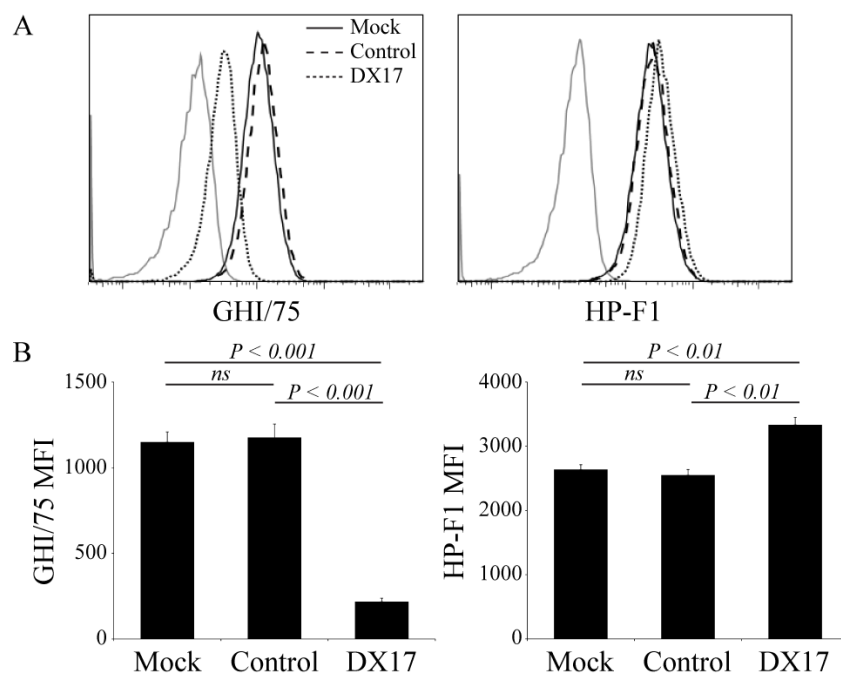 A
Mock
Control
DX17
GHI/75
HP-F1
B
P < 0.001
ns
P < 0.001
1500
1000
500
0
GHI/75 MFI
Mock Control DX17
P < 0.01
ns
P < 0.01
4000
3000
2000
1000
0
HP-F1 MFI
Mock Control DX17